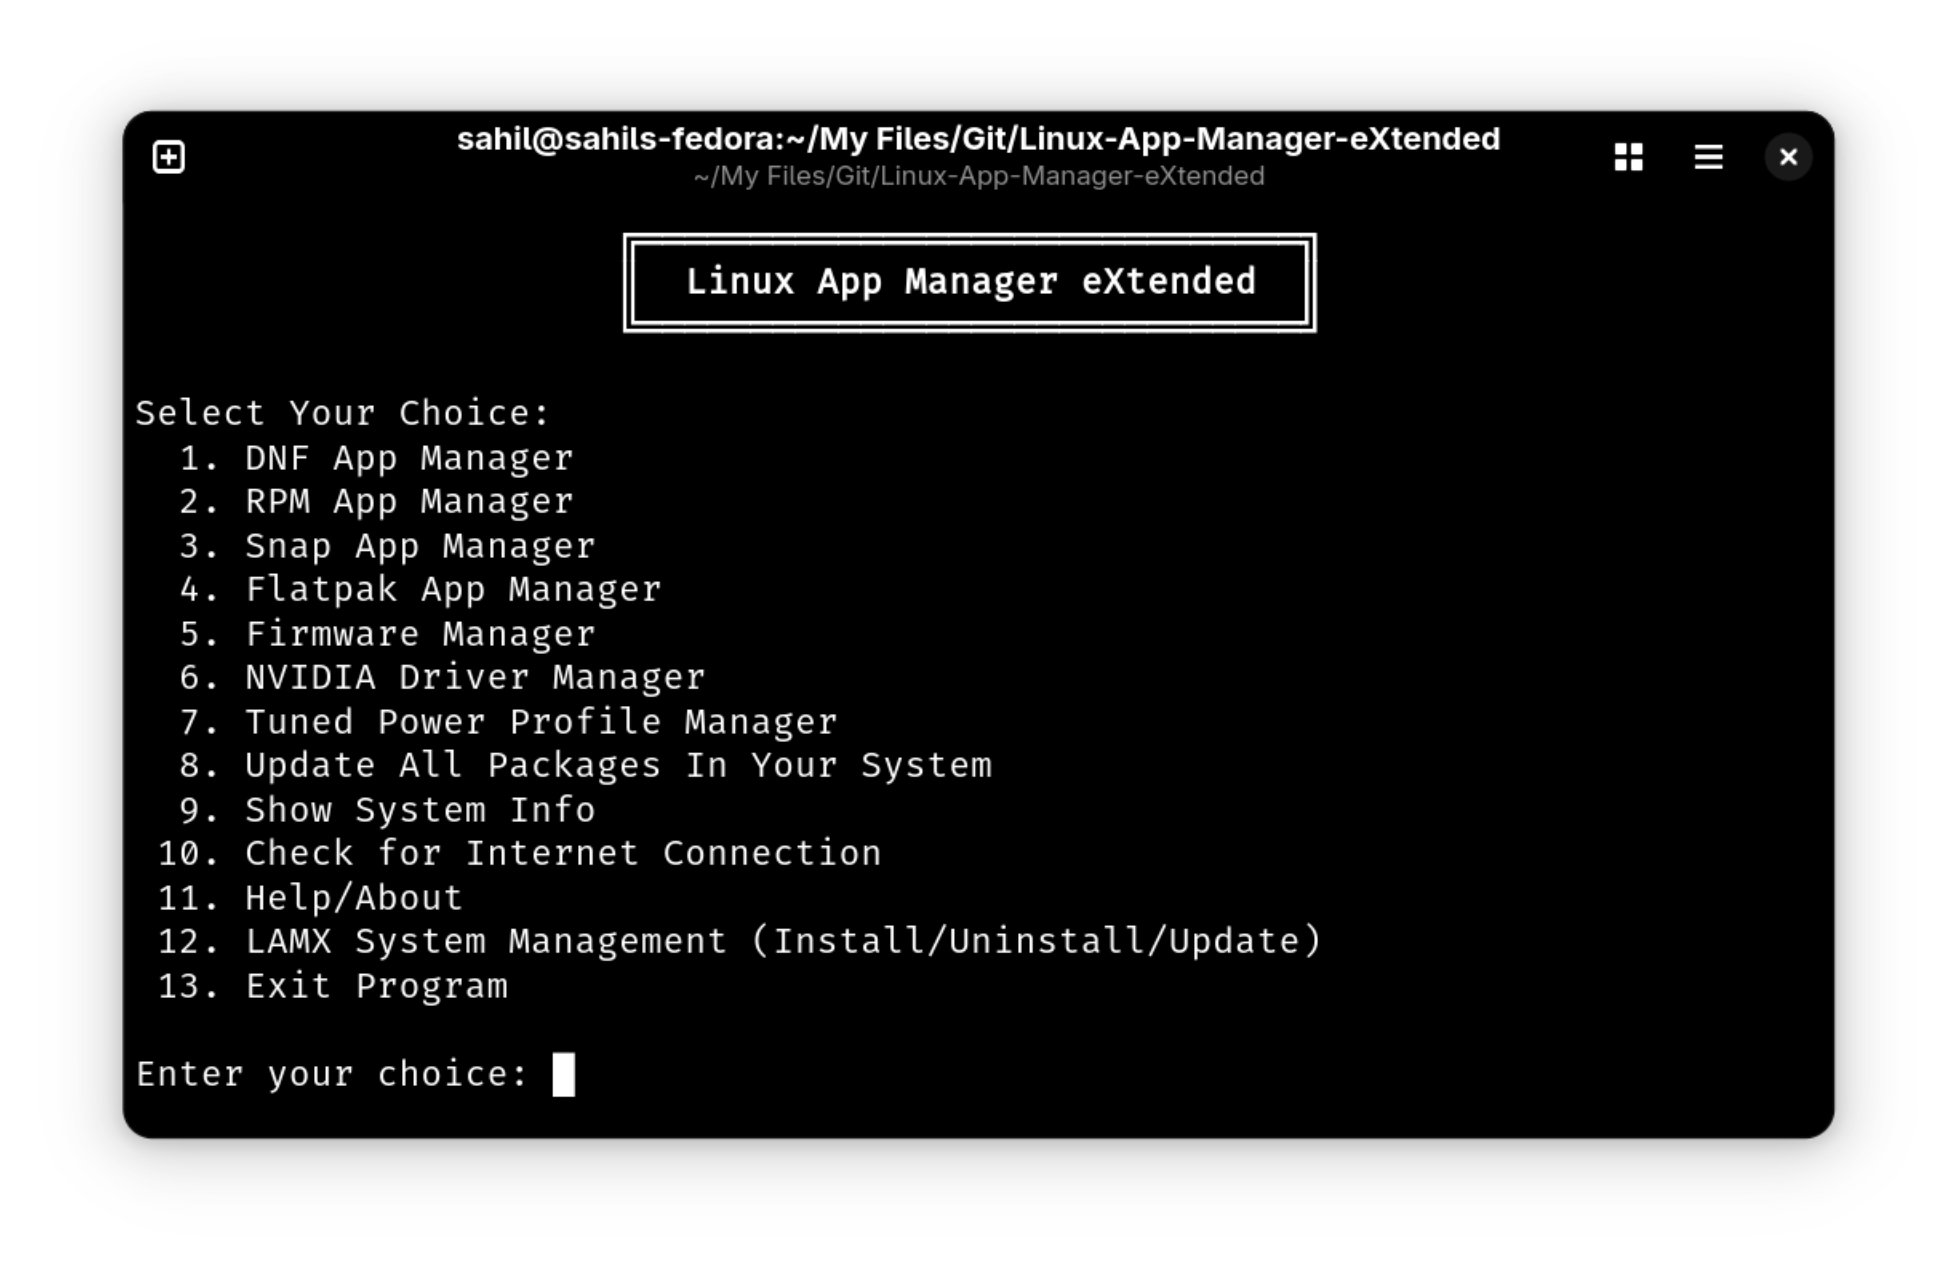 sahil@sahils-fedora:~/My Files/Git/Linux-App-Manager-eXtended
~/My Files/Git/Linux-App-Manager-eXtended
Linux App Manager eXtended
Select Your Choice:
1. DNF App Manager
2. RPM App Manager
3. Snap App Manager
4. Flatpak App Manager
5. Firmware Manager
6. NVIDIA Driver Manager
7. Tuned Power Profile Manager
8. Update All Packages In Your System
9. Show System Info
10. Check for Internet Connection
11. Help/About
12. LAMX System Management (Install/Uninstall/Update)
13. Exit Program
Enter your choice: